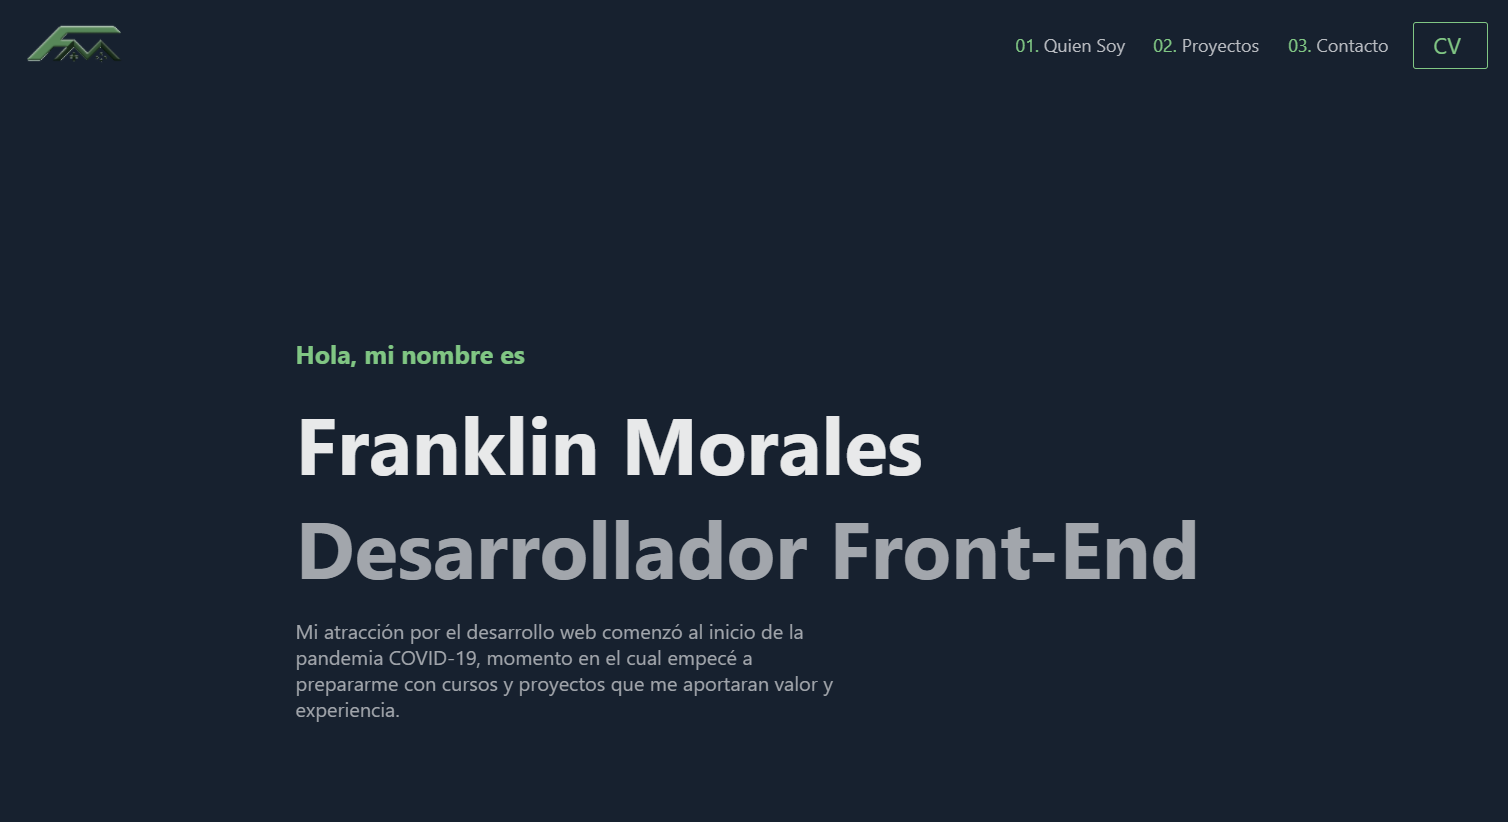 FM
01. Quien Soy 02. Proyectos 03. Contacto CV
Hola, mi nombre es
Franklin Morales
Desarrollador Front-End
Mi atracción por el desarrollo web comenzó al inicio de la
pandemia COVID-19, momento en el cual empecé a
prepararme con cursos y proyectos que me aportaran valor y
experiencia.